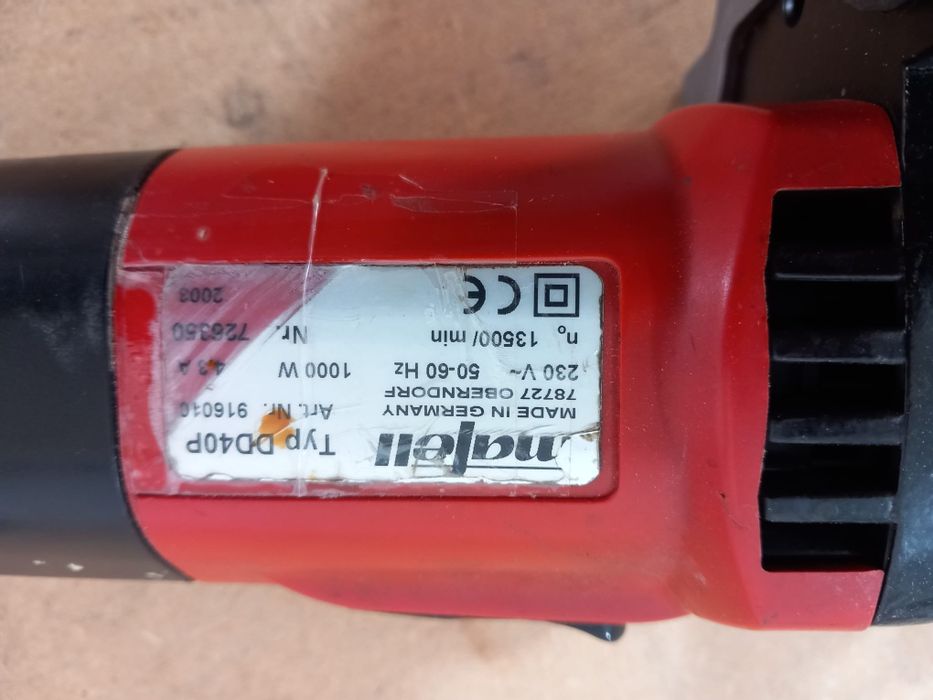 mafell Typ DD40P
MADE IN GERMANY Art. Nr. 916010
78727 OBERNDORF
230 V~ 50-60 Hz 1000 W 4,3 A
n₀ 13500/ min Nr. 726350
CE 2003